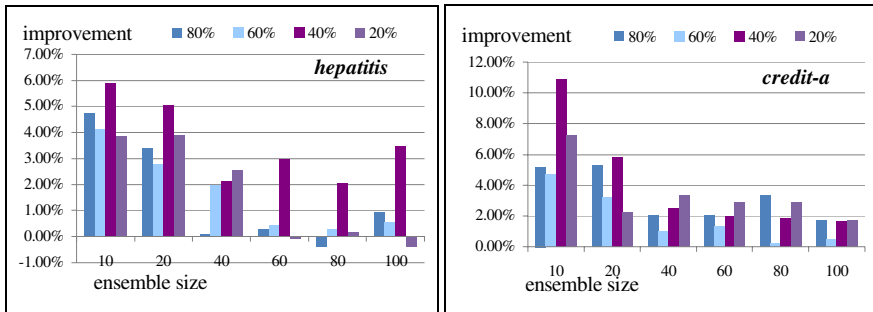 improvement
80% 60% 40% 20%
hepatitis
7.00%
6.00%
5.00%
4.00%
3.00%
2.00%
1.00%
0.00%
-1.00%
10 20 40 60 80 100
ensemble size
improvement
80% 60% 40% 20%
credit-a
12.00%
10.00%
8.00%
6.00%
4.00%
2.00%
0.00%
10 20 40 60 80 100
ensemble size